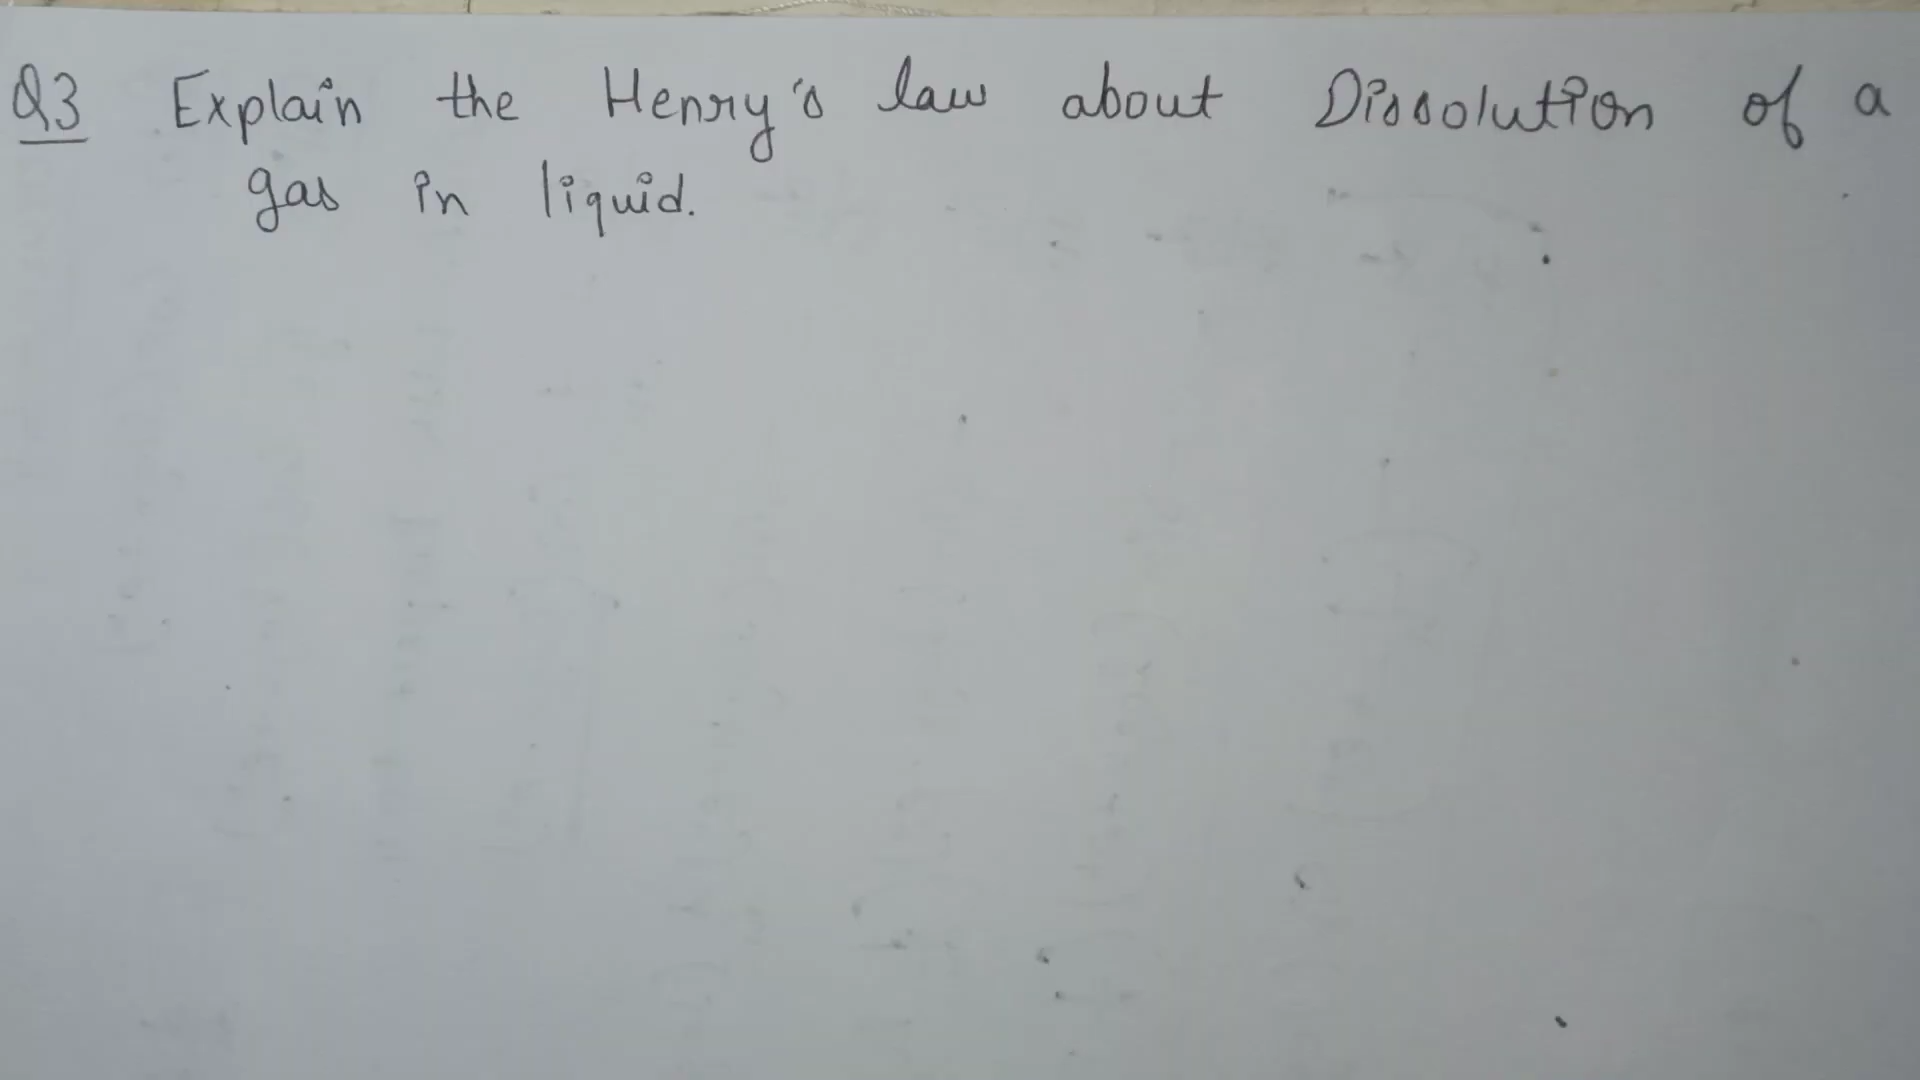 Q3 Explain the Henry's law about Dissolution of a
gas in liquid.